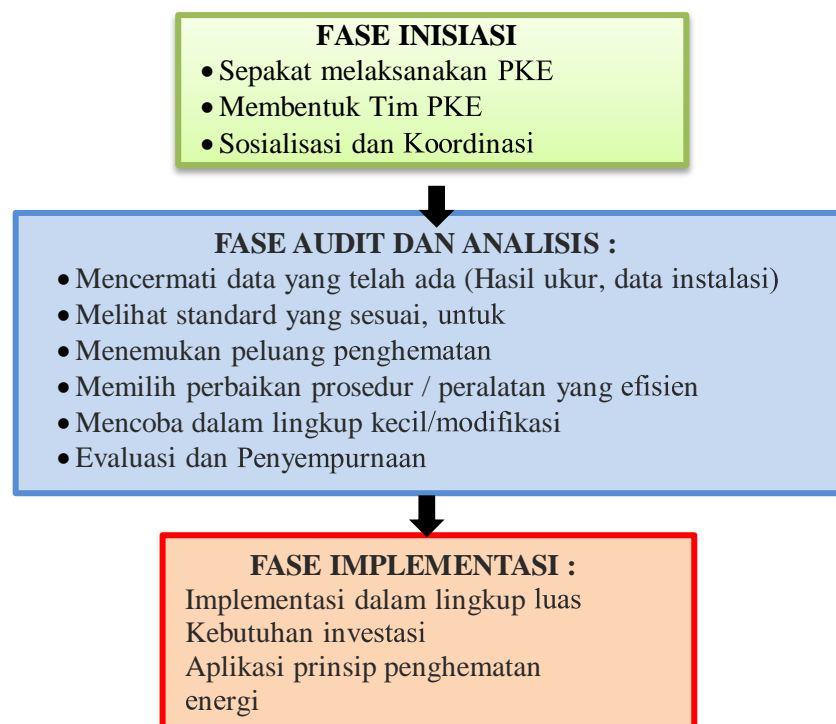 FASE INISIASI
• Sepakat melaksanakan PKE
• Membentuk Tim PKE
• Sosialisasi dan Koordinasi
FASE AUDIT DAN ANALISIS :
• Mencermati data yang telah ada (Hasil ukur, data instalasi)
• Melihat standard yang sesuai, untuk
• Menemukan peluang penghematan
• Memilih perbaikan prosedur / peralatan yang efisien
• Mencoba dalam lingkup kecil/modifikasi
• Evaluasi dan Penyempurnaan
FASE IMPLEMENTASI :
Implementasi dalam lingkup luas
Kebutuhan investasi
Aplikasi prinsip penghematan
energi